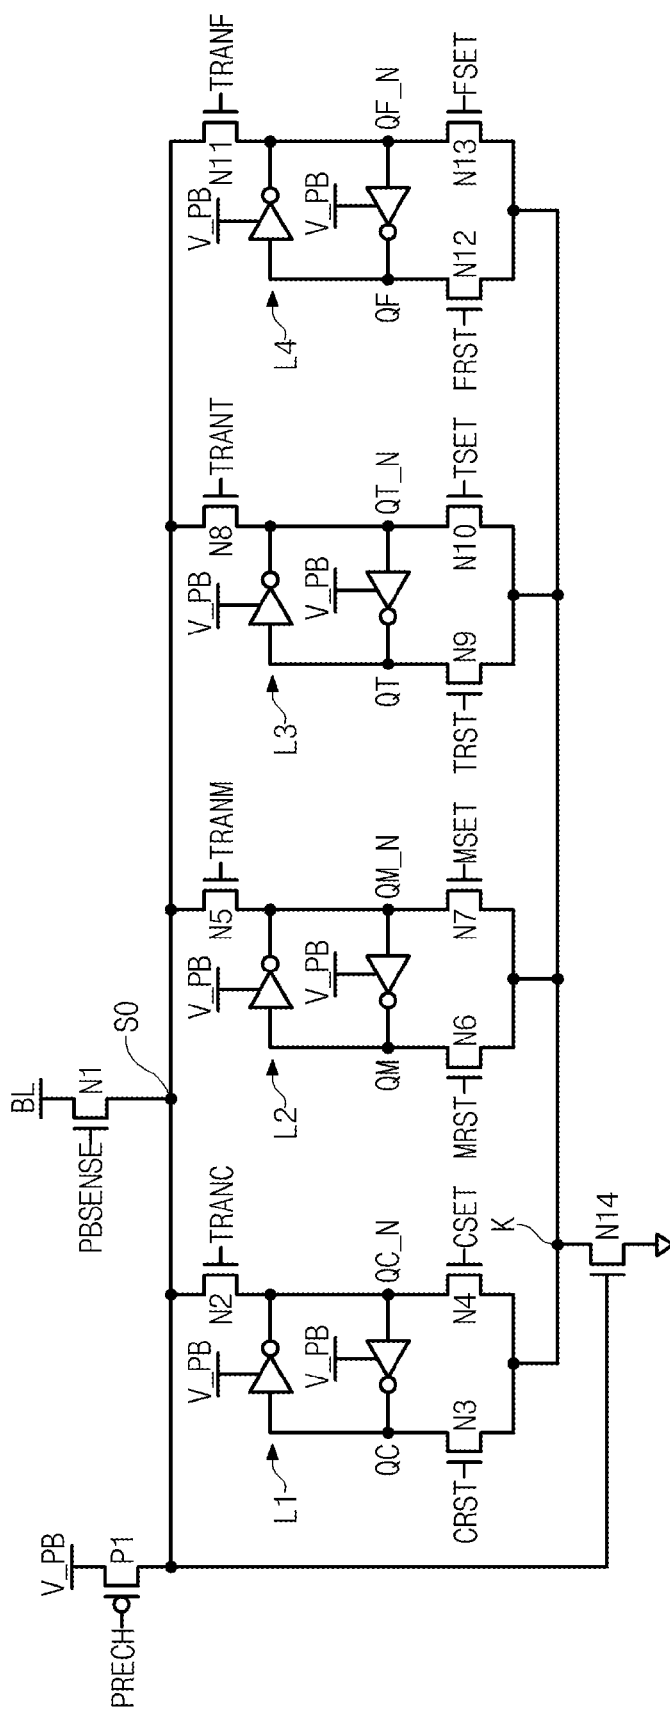 BL
V_PB
PBSENSE N1
PRECH P1 SO
V_PB V_PB V_PB V_PB
N2 TRANC N5 TRANM N8 TRANT N11 TRANF
L1 L2 L3 L4
V_PB V_PB V_PB V_PB
QC QC_N QM QM_N QT QT_N QF QF_N
CRST N3 N4 CSET MRST N6 N7 MSET TRST N9 N10 TSET FRST N12 N13 FSET
K
N14